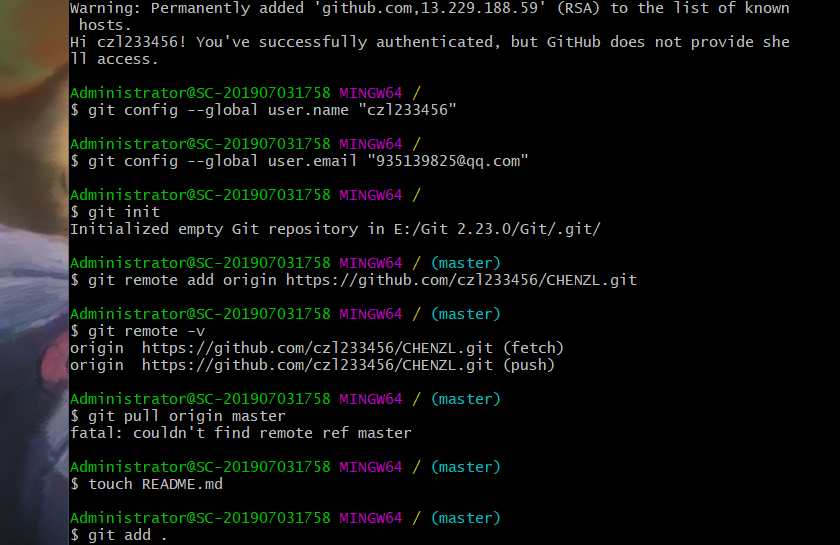 Warning: Permanently added 'github.com,13.229.188.59' (RSA) to the list of known
 hosts.
Hi czl233456! You've successfully authenticated, but GitHub does not provide she
ll access.
Administrator@SC-201907031758 MINGW64 /
$ git config --global user.name "czl233456"
Administrator@SC-201907031758 MINGW64 /
$ git config --global user.email "935139825@qq.com"
Administrator@SC-201907031758 MINGW64 /
$ git init
Initialized empty Git repository in E:/Git 2.23.0/Git/.git/
Administrator@SC-201907031758 MINGW64 / (master)
$ git remote add origin https://github.com/czl233456/CHENZL.git
Administrator@SC-201907031758 MINGW64 / (master)
$ git remote -v
origin  https://github.com/czl233456/CHENZL.git (fetch)
origin  https://github.com/czl233456/CHENZL.git (push)
Administrator@SC-201907031758 MINGW64 / (master)
$ git pull origin master
fatal: couldn't find remote ref master
Administrator@SC-201907031758 MINGW64 / (master)
$ touch README.md
Administrator@SC-201907031758 MINGW64 / (master)
$ git add .